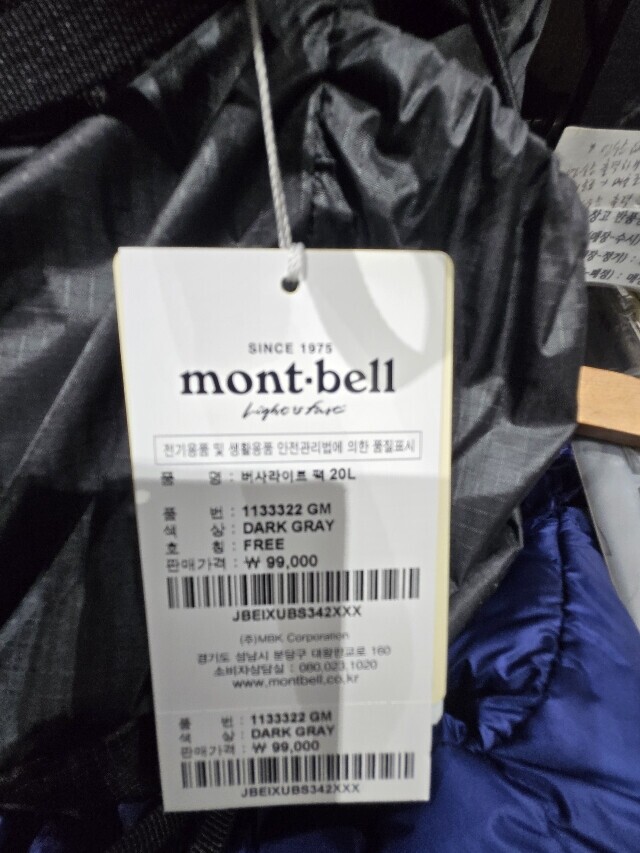 SINCE 1975
mont·bell
Light & Fast
전기용품 및 생활용품 안전관리법에 의한 품질표시
품 명 : 버사라이트 팩 20L
품 번 : 1133322 GM
색 상 : DARK GRAY
호 칭 : FREE
판매가격 : ₩ 99,000
JBEIXUBS342XXX
(주)MBK Corporation
경기도 성남시 분당구 대왕판교로 160
소비자상담실 : 080.023.1020
www.montbell.co.kr
품 번 : 1133322 GM
색 상 : DARK GRAY
판매가격 : ₩ 99,000
JBEIXUBS342XXX